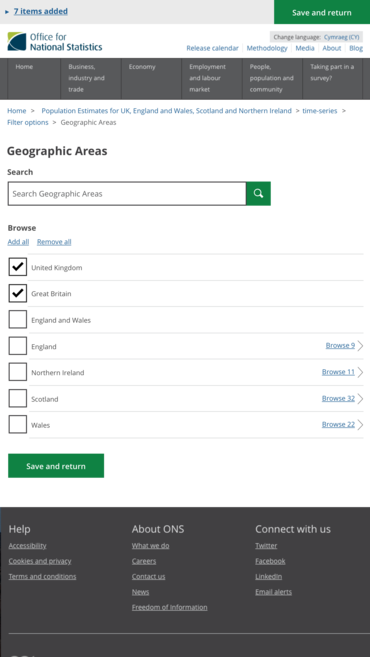 ▸ 7 items added
Save and return
Office for
National Statistics
Change language: Cymraeg (CY)
Release calendar Methodology Media About Blog
Home
Business,
industry and
trade
Economy
Employment
and labour
market
People,
population and
community
Taking part in a
survey?
Home > Population Estimates for UK, England and Wales, Scotland and Northern Ireland > time-series >
Filter options > Geographic Areas
Geographic Areas
Search
Search Geographic Areas
Browse
Add all Remove all
United Kingdom
Great Britain
England and Wales
England Browse 9
Northern Ireland Browse 11
Scotland Browse 32
Wales Browse 22
Save and return
Help
Accessibility
Cookies and privacy
Terms and conditions
About ONS
What we do
Careers
Contact us
News
Freedom of Information
Connect with us
Twitter
Facebook
LinkedIn
Email alerts